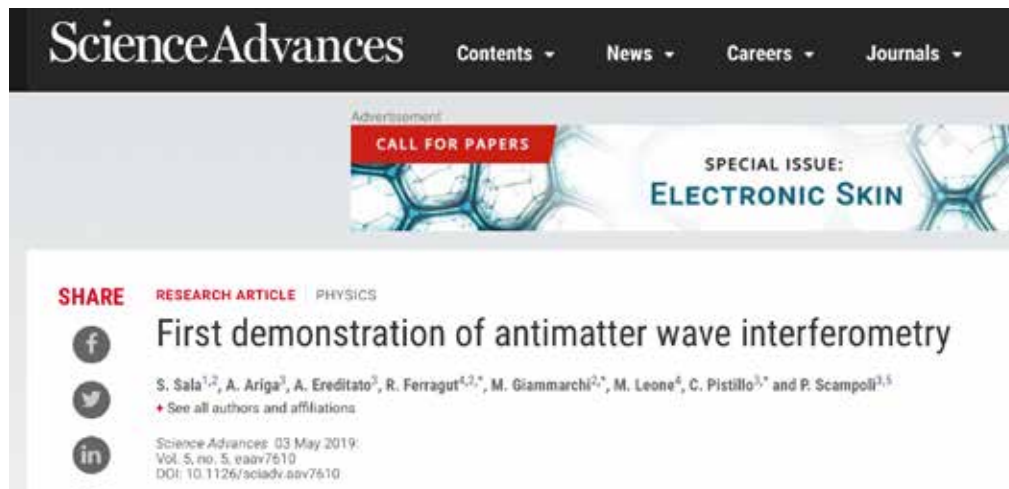 ScienceAdvances Contents News Careers Journals
Advertisement
CALL FOR PAPERS
SPECIAL ISSUE:
ELECTRONIC SKIN
SHARE RESEARCH ARTICLE PHYSICS
First demonstration of antimatter wave interferometry
S. Sala1,2, A. Ariga3, A. Ereditato3, R. Ferragut4,2,*, M. Giammarchi2,*, M. Leone4, C. Pistillo3,* and P. Scampoli3,5
+ See all authors and affiliations
Science Advances 03 May 2019:
Vol. 5, no. 5, eaav7610
DOI: 10.1126/sciadv.aav7610
f
in